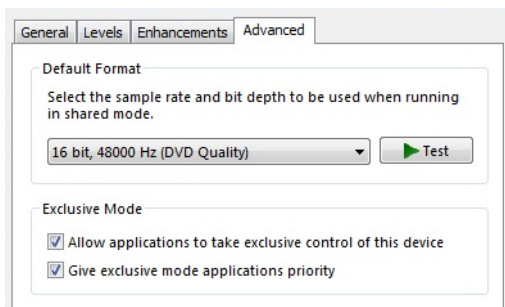 General Levels Enhancements Advanced
Default Format
Select the sample rate and bit depth to be used when running
in shared mode.
16 bit, 48000 Hz (DVD Quality) Test
Exclusive Mode
Allow applications to take exclusive control of this device
Give exclusive mode applications priority